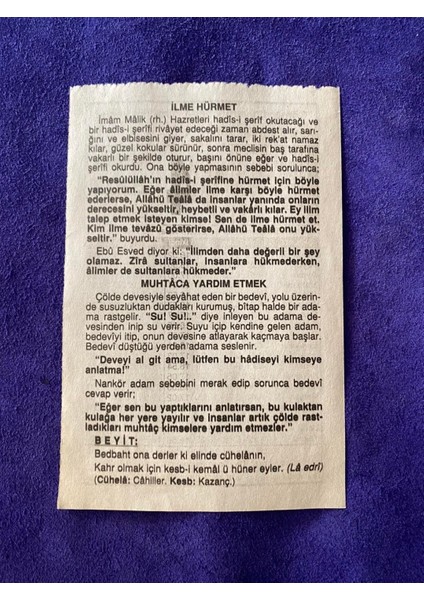 İLME HÜRMET
İmâm Mâlik (rh.) Hazretleri hadîs-i şerif okutacağı ve
bir hadîs-i şerifi rivâyet edeceği zaman abdest alır, sarı-
ğını ve elbisesini giyer, sakalını tarar, iki rek'at namaz
kılar, güzel kokular sürünür, sonra meclisin baş tarafına
vakarlı bir şekilde oturur, başını önüne eğer ve hadîs-i
şerifi okurdu. Ona böyle yapmasının sebebi sorulunca;
"Resûlüllâh'ın hadîs-i şerifine hürmet için böyle
yapıyorum. Eğer âlimler ilme karşı böyle hürmet
ederlerse, Allâhü Teâlâ da insanlar yanında onların
derecesini yükseltir, heybetli ve vakârlı kılar. Ey ilim
talep etmek isteyen kimse! Sen de ilme hürmet et.
Kim ilme tevâzû gösterirse, Allâhü Teâlâ onu yük-
seltir." buyurdu.
Ebû Esved diyor ki: "İlimden daha değerli bir şey
olamaz. Zîrâ sultanlar, insanlara hükmederken,
âlimler de sultanlara hükmeder."
MUHTÂCA YARDIM ETMEK
Çölde devesiyle seyâhat eden bir bedevî, yolu üzerin-
de susuzluktan dudakları kurumuş, bîtap halde bir ada-
ma rastgelir. "Su! Su!.." diye inleyen bu adama deve-
sinden inip su verir. Suyu içip kendine gelen adam,
bedevîyi itip, onun devesine atlayarak kaçmaya başlar.
Bedevî düştüğü yerden adama seslenir.
"Deveyi al git ama, lütfen bu hâdiseyi kimseye
anlatma!"
Nankör adam sebebini merak edip sorunca bedevî
cevap verir;
"Eğer sen bu yaptıklarını anlatırsan, bu kulaktan
kulağa her yere yayılır ve insanlar artık çölde rast-
ladıkları muhtâç kimselere yardım etmezler."
BEYİT:
Bedbaht ona derler ki elinde cühelânın,
Kahr olmak için kesb-i kemâl ü hüner eyler. (Lâ edrî)
(Cühelâ: Câhiller. Kesb: Kazanç.)